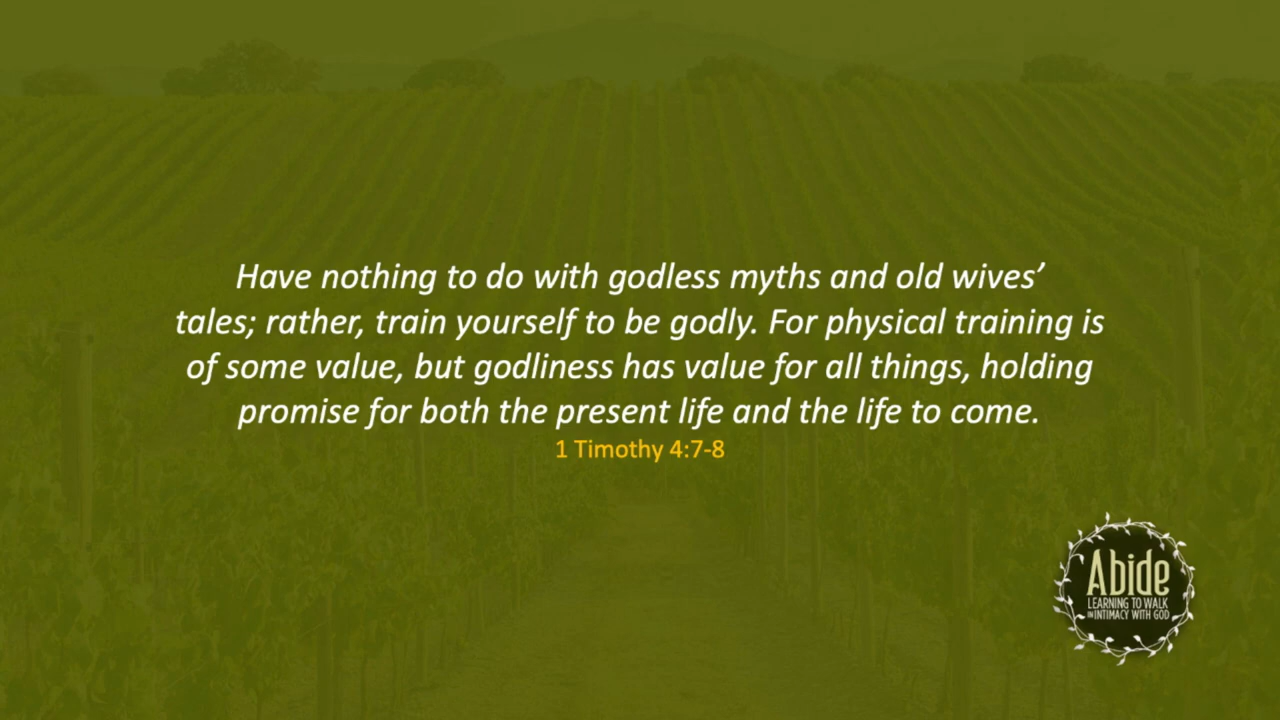 Have nothing to do with godless myths and old wives’
tales; rather, train yourself to be godly. For physical training is
of some value, but godliness has value for all things, holding
promise for both the present life and the life to come.
1 Timothy 4:7-8
Abide
LEARNING TO WALK
IN INTIMACY WITH GOD